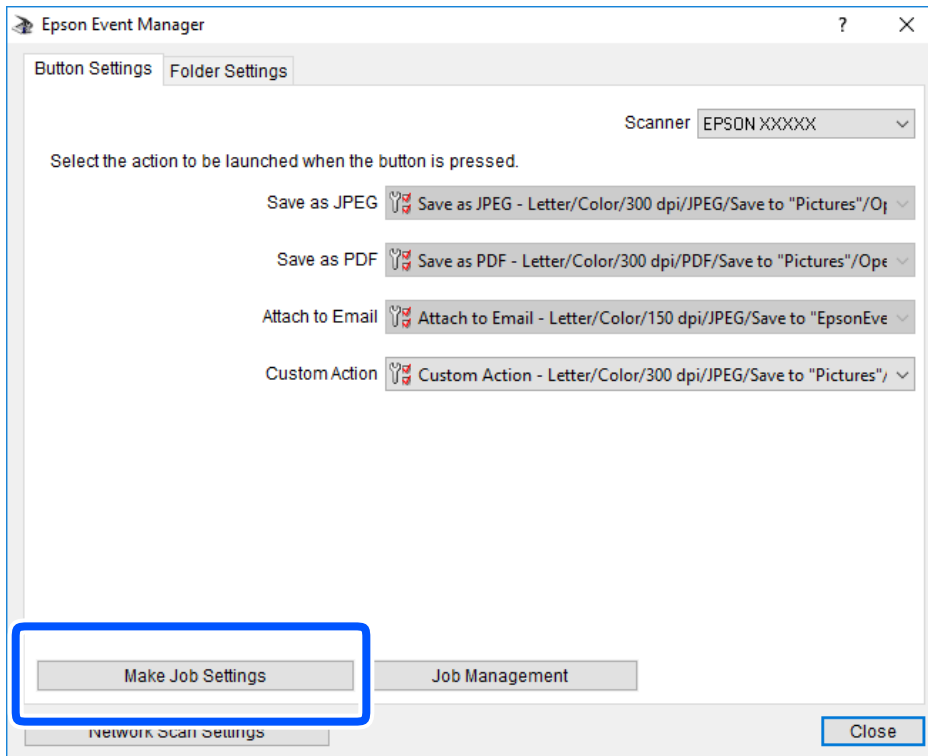 Epson Event Manager
Button Settings Folder Settings
Scanner EPSON XXXXX
Select the action to be launched when the button is pressed.
Save as JPEG Save as JPEG - Letter/Color/300 dpi/JPEG/Save to "Pictures"/Op
Save as PDF Save as PDF - Letter/Color/300 dpi/PDF/Save to "Pictures"/Ope
Attach to Email Attach to Email - Letter/Color/150 dpi/JPEG/Save to "EpsonEve
Custom Action Custom Action - Letter/Color/300 dpi/JPEG/Save to "Pictures"/
Make Job Settings Job Management
Network Scan Settings Close